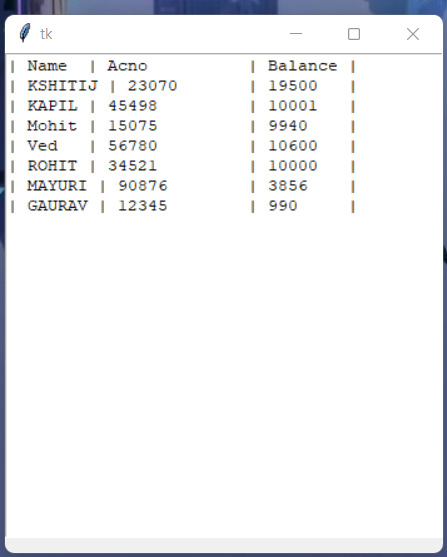 tk
| Name  | Acno          | Balance |
| KSHITIJ | 23070       | 19500   |
| KAPIL | 45498         | 10001   |
| Mohit | 15075         | 9940    |
| Ved   | 56780         | 10600   |
| ROHIT | 34521         | 10000   |
| MAYURI | 90876        | 3856    |
| GAURAV | 12345        | 990     |